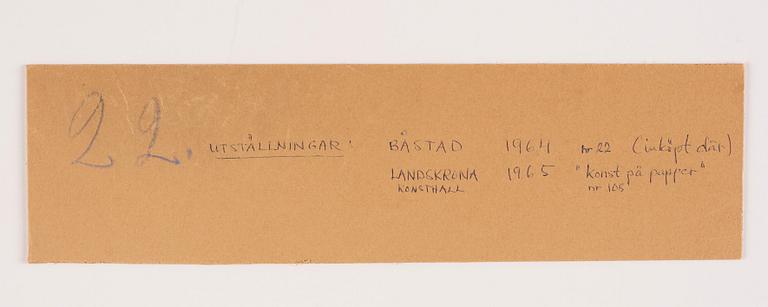 22. UTSTÄLLNINGAR: BÅSTAD 1964 nr 22 (inköpt där)
LANDSKRONA 1965 "konst på papper"
KONSTHALL nr 105